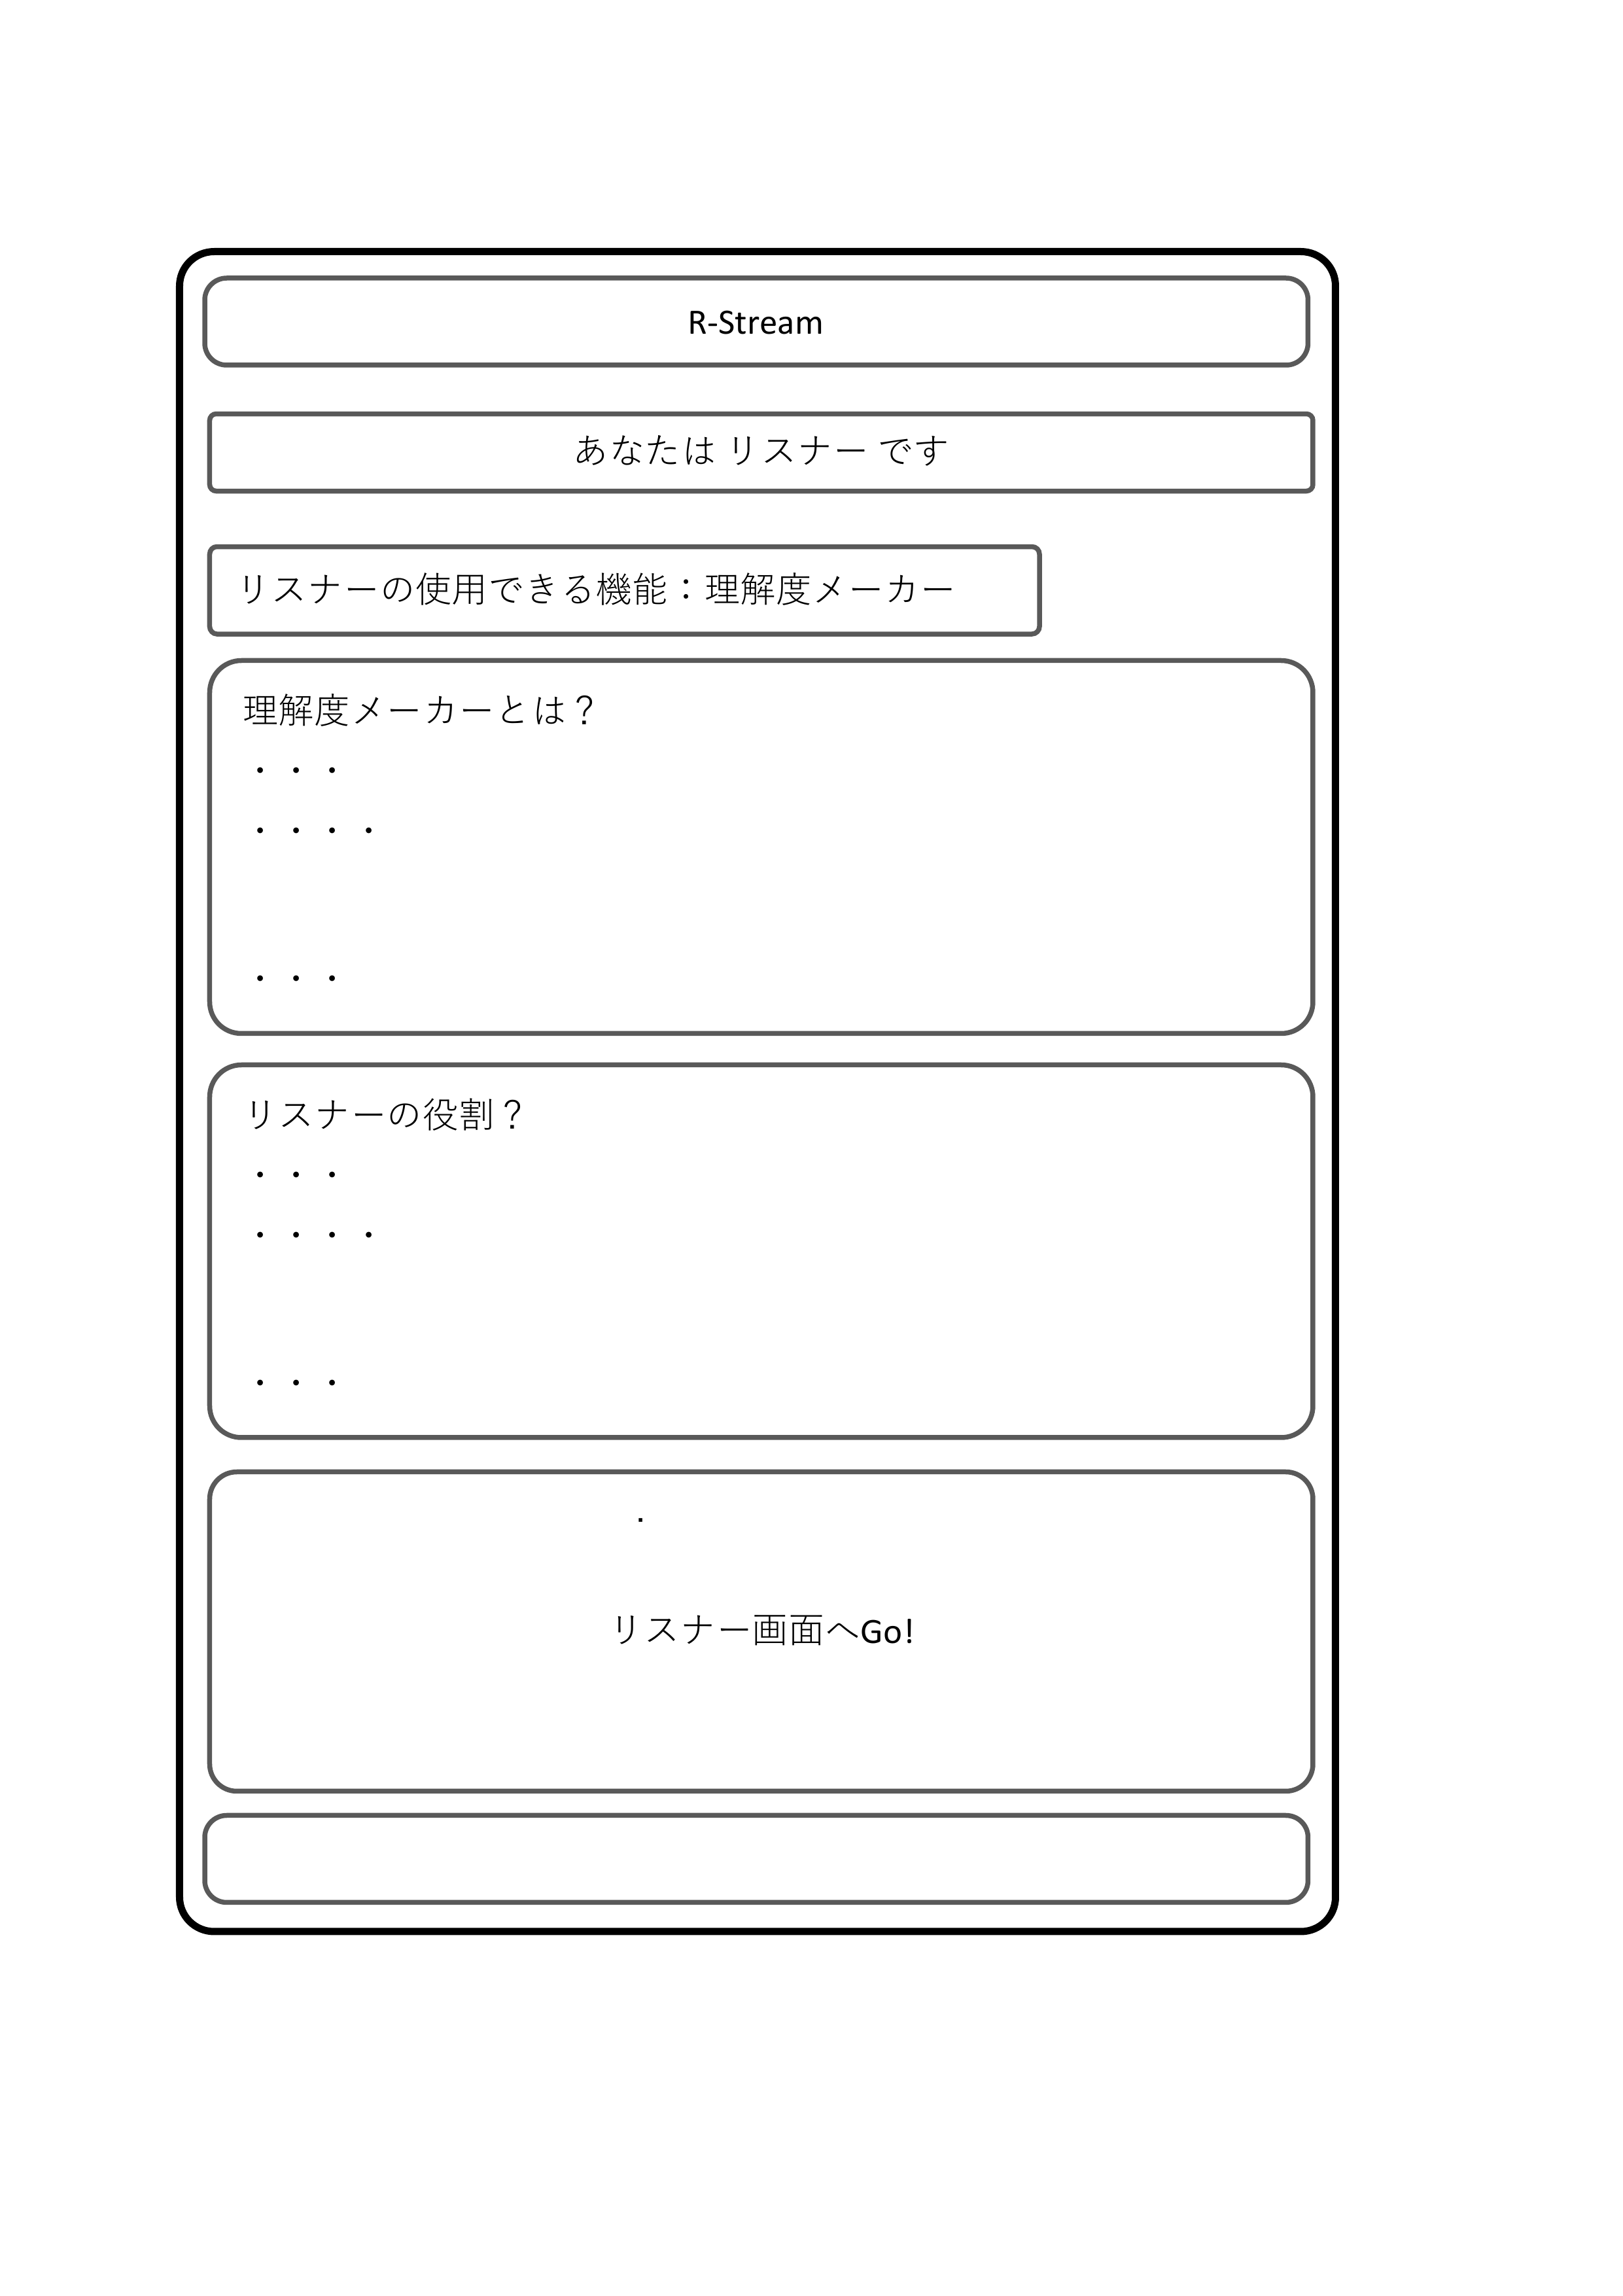 R-Stream
あなたは リスナー です
リスナーの使用できる機能：理解度メーカー
理解度メーカーとは？
・・・
・・・・
・・・
リスナーの役割？
・・・
・・・・
・・・
.
リスナー画面へGo!